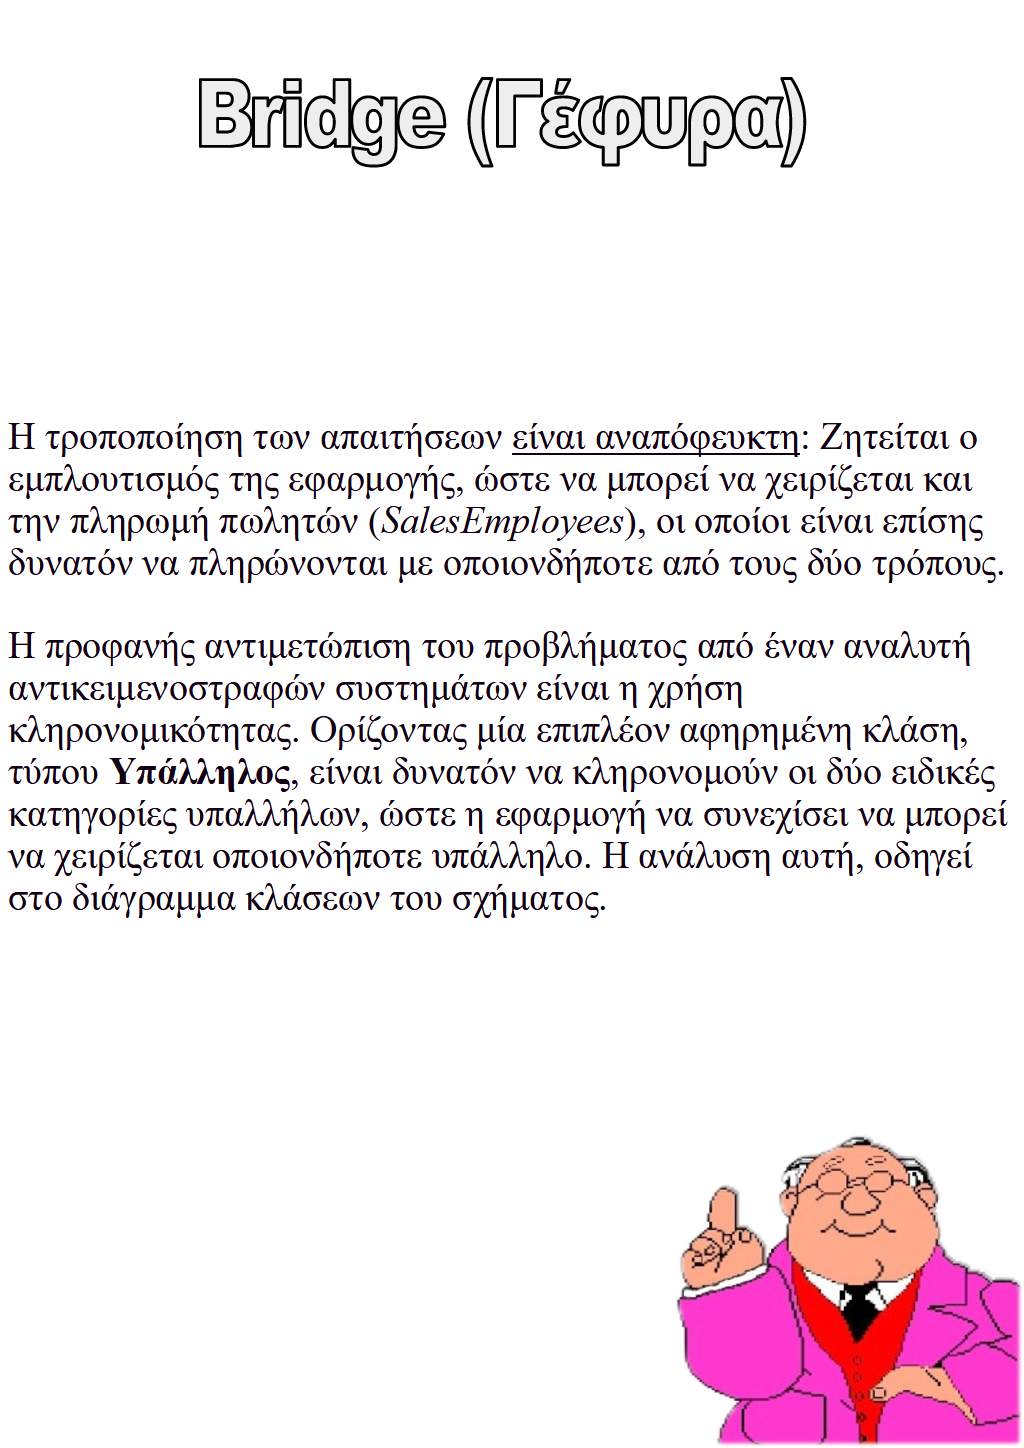 Bridge (Γέφυρα)
Η τροποποίηση των απαιτήσεων είναι αναπόφευκτη: Ζητείται ο
εμπλουτισμός της εφαρμογής, ώστε να μπορεί να χειρίζεται και
την πληρωμή πωλητών (SalesEmployees), οι οποίοι είναι επίσης
δυνατόν να πληρώνονται με οποιονδήποτε από τους δύο τρόπους.
Η προφανής αντιμετώπιση του προβλήματος από έναν αναλυτή
αντικειμενοστραφών συστημάτων είναι η χρήση
κληρονομικότητας. Ορίζοντας μία επιπλέον αφηρημένη κλάση,
τύπου Υπάλληλος, είναι δυνατόν να κληρονομούν οι δύο ειδικές
κατηγορίες υπαλλήλων, ώστε η εφαρμογή να συνεχίσει να μπορεί
να χειρίζεται οποιονδήποτε υπάλληλο. Η ανάλυση αυτή, οδηγεί
στο διάγραμμα κλάσεων του σχήματος.